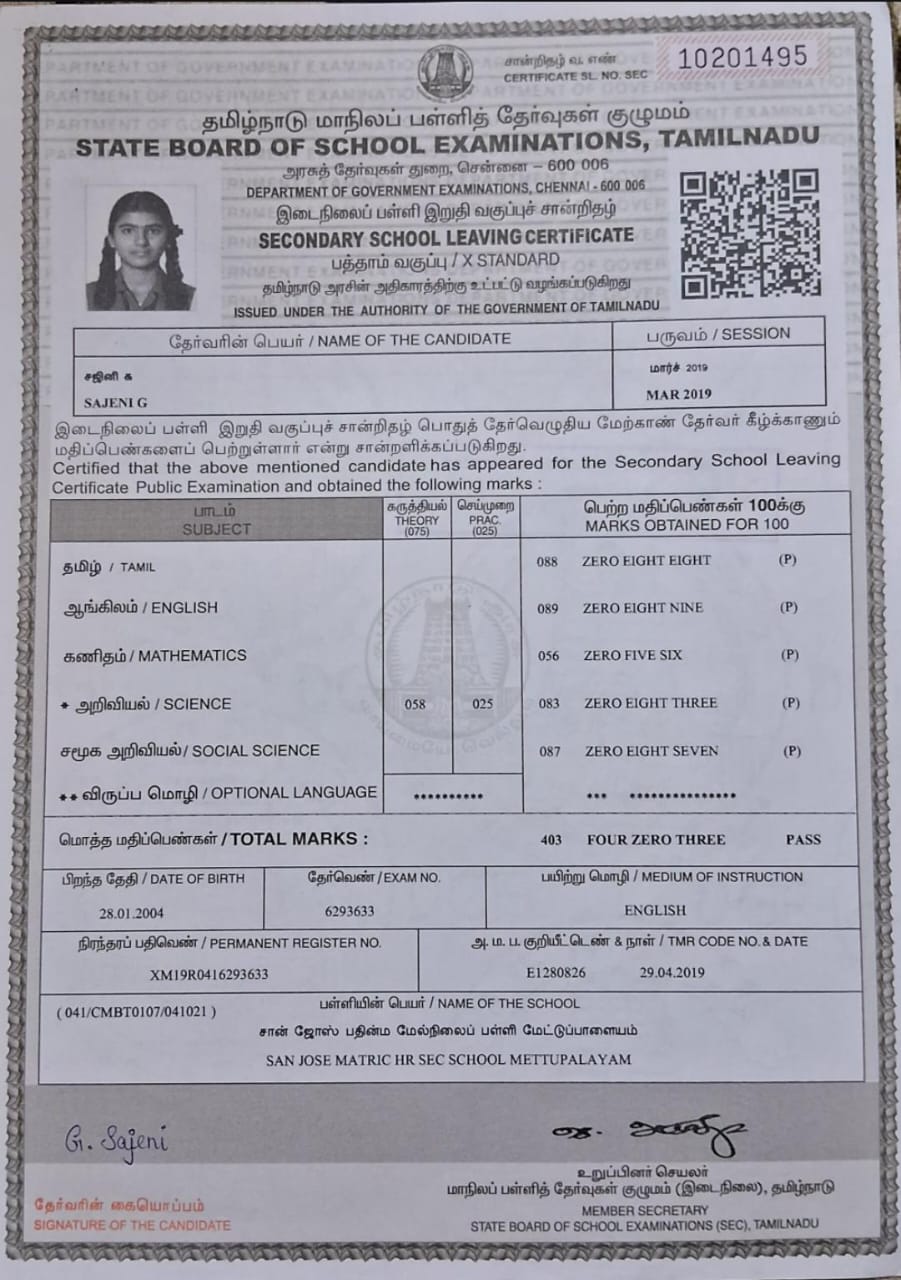 சான்றிதழ் வ. எண்
CERTIFICATE SL. NO. SEC
10201495
தமிழ்நாடு மாநிலப் பள்ளித் தேர்வுகள் குழுமம்
STATE BOARD OF SCHOOL EXAMINATIONS, TAMILNADU
அரசுத் தேர்வுகள் துறை, சென்னை – 600 006
DEPARTMENT OF GOVERNMENT EXAMINATIONS, CHENNAI - 600 006
இடைநிலைப் பள்ளி இறுதி வகுப்புச் சான்றிதழ்
SECONDARY SCHOOL LEAVING CERTIFICATE
பத்தாம் வகுப்பு / X STANDARD
தமிழ்நாடு அரசின் அதிகாரத்திற்கு உட்பட்டு வழங்கப்படுகிறது
ISSUED UNDER THE AUTHORITY OF THE GOVERNMENT OF TAMILNADU
தேர்வரின் பெயர் / NAME OF THE CANDIDATE
பருவம் / SESSION
சஜினி க
SAJENI G
மார்ச் 2019
MAR 2019
இடைநிலைப் பள்ளி இறுதி வகுப்புச் சான்றிதழ் பொதுத் தேர்வெழுதிய மேற்காண் தேர்வர் கீழ்க்காணும்
மதிப்பெண்களைப் பெற்றுள்ளார் என்று சான்றளிக்கப்படுகிறது.
Certified that the above mentioned candidate has appeared for the Secondary School Leaving
Certificate Public Examination and obtained the following marks :
பாடம் SUBJECT
கருத்தியல் THEORY (075)
செய்முறை PRAC. (025)
பெற்ற மதிப்பெண்கள் 100க்கு
MARKS OBTAINED FOR 100
தமிழ் / TAMIL 088 ZERO EIGHT EIGHT (P)
ஆங்கிலம் / ENGLISH 089 ZERO EIGHT NINE (P)
கணிதம் / MATHEMATICS 056 ZERO FIVE SIX (P)
* அறிவியல் / SCIENCE 058 025 083 ZERO EIGHT THREE (P)
சமூக அறிவியல்/ SOCIAL SCIENCE 087 ZERO EIGHT SEVEN (P)
** விருப்ப மொழி / OPTIONAL LANGUAGE ********** *** ***************
மொத்த மதிப்பெண்கள் / TOTAL MARKS : 403 FOUR ZERO THREE PASS
பிறந்த தேதி / DATE OF BIRTH
28.01.2004
தேர்வெண் / EXAM NO.
6293633
பயிற்று மொழி / MEDIUM OF INSTRUCTION
ENGLISH
நிரந்தரப் பதிவெண் / PERMANENT REGISTER NO.
XM19R0416293633
அ. ம. ப. குறியீட்டெண் & நாள் / TMR CODE NO. & DATE
E1280826 29.04.2019
பள்ளியின் பெயர் / NAME OF THE SCHOOL
( 041/CMBT0107/041021 )
சான் ஜோஸ் பதின்ம மேல்நிலைப் பள்ளி மேட்டுப்பாளையம்
SAN JOSE MATRIC HR SEC SCHOOL METTUPALAYAM
G. Sajeni
தேர்வரின் கையொப்பம்
SIGNATURE OF THE CANDIDATE
உறுப்பினர் செயலர்
மாநிலப் பள்ளித் தேர்வுகள் குழுமம் (இடைநிலை), தமிழ்நாடு
MEMBER SECRETARY
STATE BOARD OF SCHOOL EXAMINATIONS (SEC), TAMILNADU